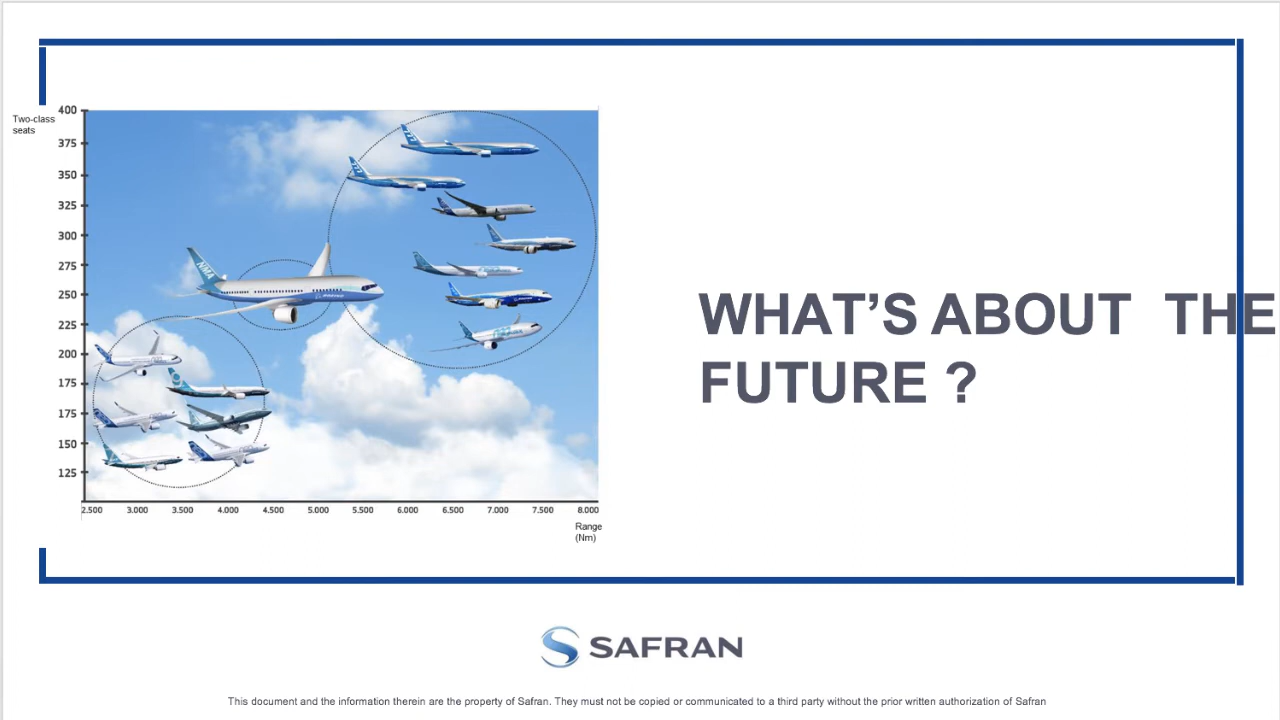 Two-class
seats
400
375
350
325
300
275
250
225
200
175
150
125
2.500 3.000 3.500 4.000 4.500 5.000 5.500 6.000 6.500 7.000 7.500 8.000
Range
(Nm)
NMA
BOEING
WHAT’S ABOUT THE
FUTURE ?
SAFRAN
This document and the information therein are the property of Safran. They must not be copied or communicated to a third party without the prior written authorization of Safran